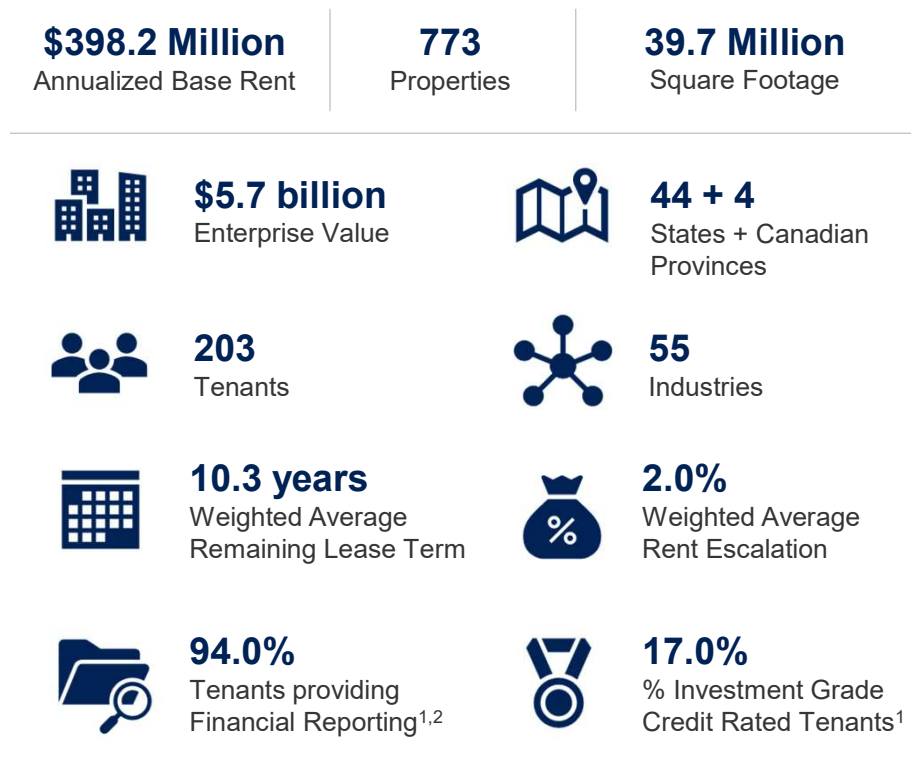 $398.2 Million
Annualized Base Rent
773
Properties
39.7 Million
Square Footage
$5.7 billion
Enterprise Value
44 + 4
States + Canadian
Provinces
203
Tenants
55
Industries
10.3 years
Weighted Average
Remaining Lease Term
%
2.0%
Weighted Average
Rent Escalation
94.0%
Tenants providing
Financial Reporting1,2
17.0%
% Investment Grade
Credit Rated Tenants1